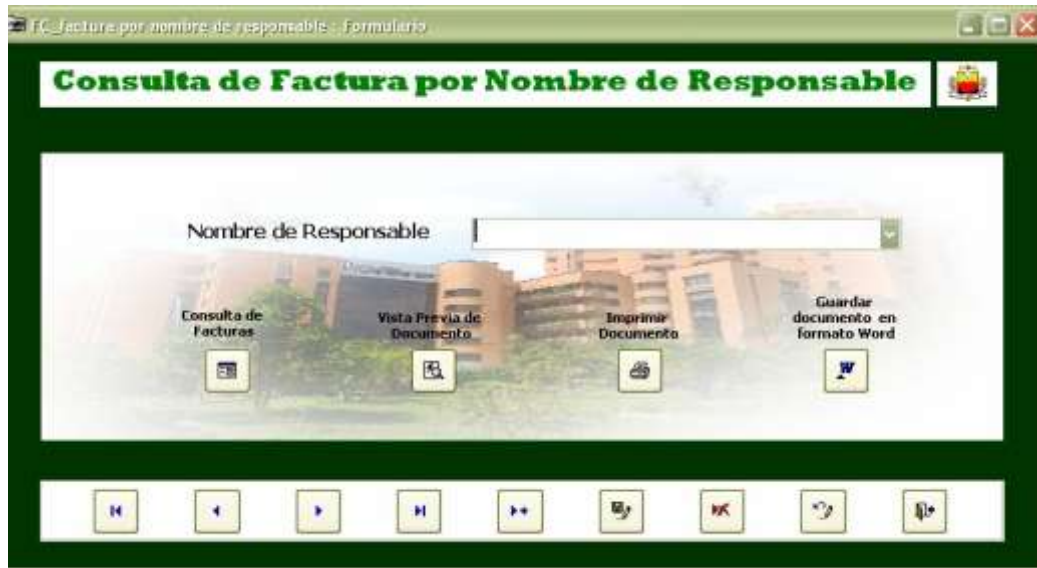 FC_factura por nombre de responsable : Formulario
Consulta de Factura por Nombre de Responsable
Nombre de Responsable
Consulta de
Facturas
Vista Previa de
Documento
Imprimir
Documento
Guardar
documento en
formato Word
W